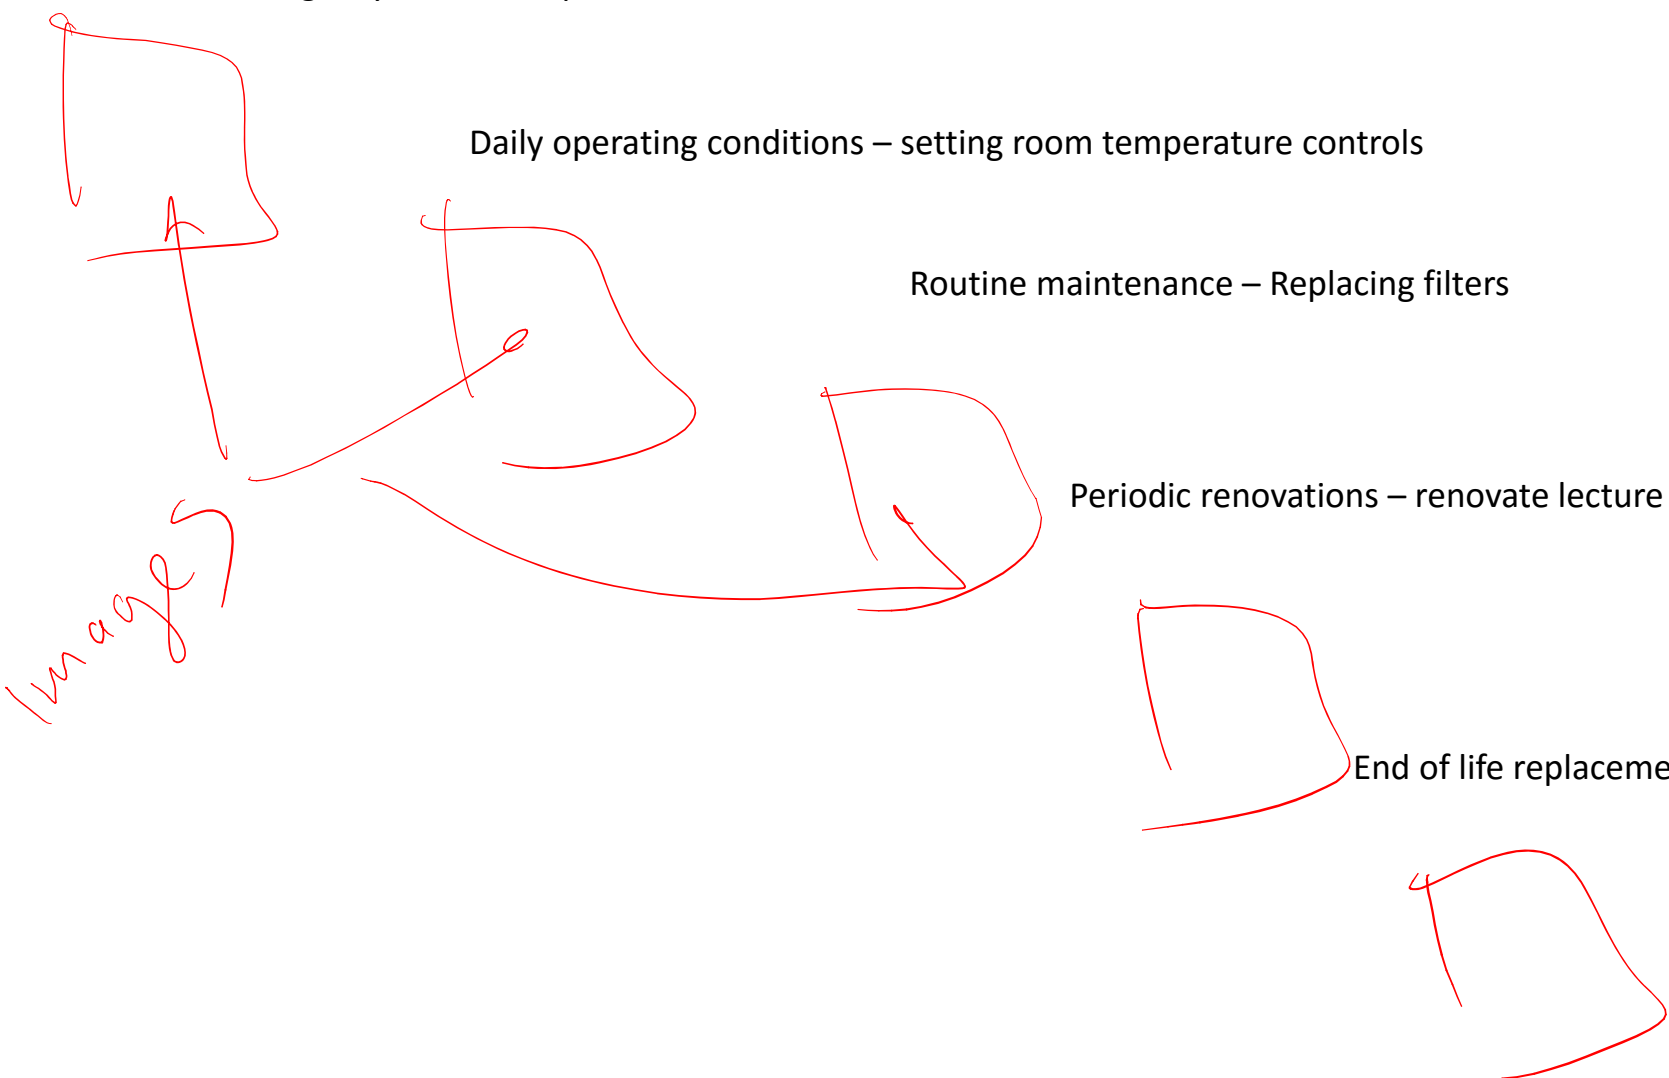 Daily operating conditions – setting room temperature controls
Routine maintenance – Replacing filters
Periodic renovations – renovate lecture
Images
End of life replaceme